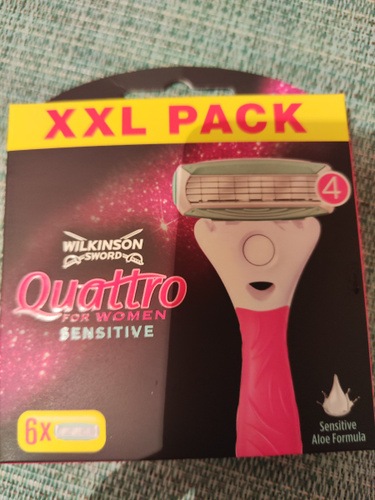 XXL PACK
4
WILKINSON
SWORD
Quattro
FOR WOMEN
SENSITIVE
6x
Sensitive
Aloe Formula